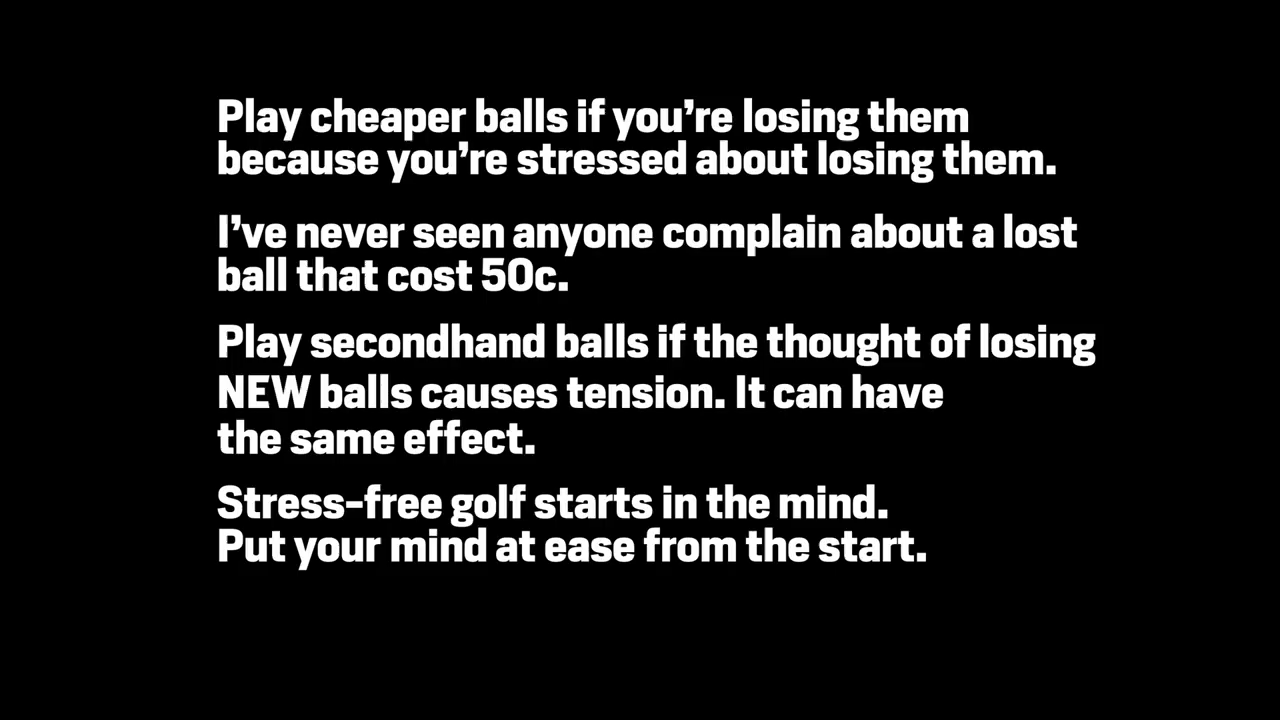 Play cheaper balls if you’re losing them
because you’re stressed about losing them.
I’ve never seen anyone complain about a lost
ball that cost 50c.
Play secondhand balls if the thought of losing
NEW balls causes tension. It can have
the same effect.
Stress-free golf starts in the mind.
Put your mind at ease from the start.